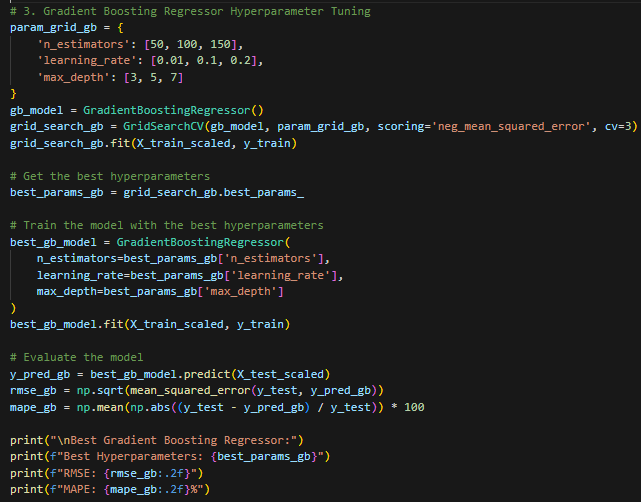 # 3. Gradient Boosting Regressor Hyperparameter Tuning
param_grid_gb = {
    'n_estimators': [50, 100, 150],
    'learning_rate': [0.01, 0.1, 0.2],
    'max_depth': [3, 5, 7]
}
gb_model = GradientBoostingRegressor()
grid_search_gb = GridSearchCV(gb_model, param_grid_gb, scoring='neg_mean_squared_error', cv=3)
grid_search_gb.fit(X_train_scaled, y_train)

# Get the best hyperparameters
best_params_gb = grid_search_gb.best_params_

# Train the model with the best hyperparameters
best_gb_model = GradientBoostingRegressor(
    n_estimators=best_params_gb['n_estimators'],
    learning_rate=best_params_gb['learning_rate'],
    max_depth=best_params_gb['max_depth']
)
best_gb_model.fit(X_train_scaled, y_train)

# Evaluate the model
y_pred_gb = best_gb_model.predict(X_test_scaled)
rmse_gb = np.sqrt(mean_squared_error(y_test, y_pred_gb))
mape_gb = np.mean(np.abs((y_test - y_pred_gb) / y_test)) * 100

print("\nBest Gradient Boosting Regressor:")
print(f"Best Hyperparameters: {best_params_gb}")
print(f"RMSE: {rmse_gb:.2f}")
print(f"MAPE: {mape_gb:.2f}%")